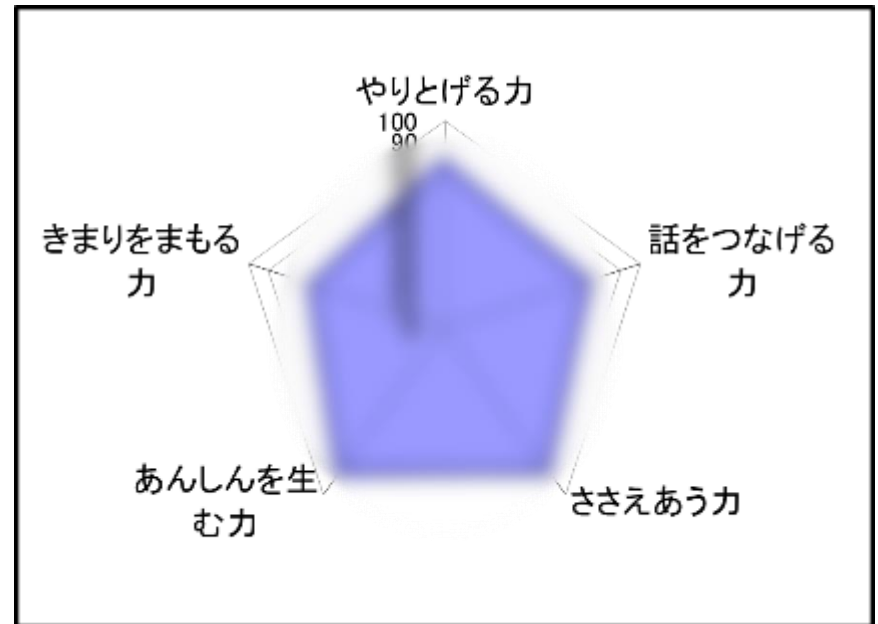 やりとげる力
100
90
きまりをまもる
力
話をつなげる
力
あんしんを生
む力
ささえあう力